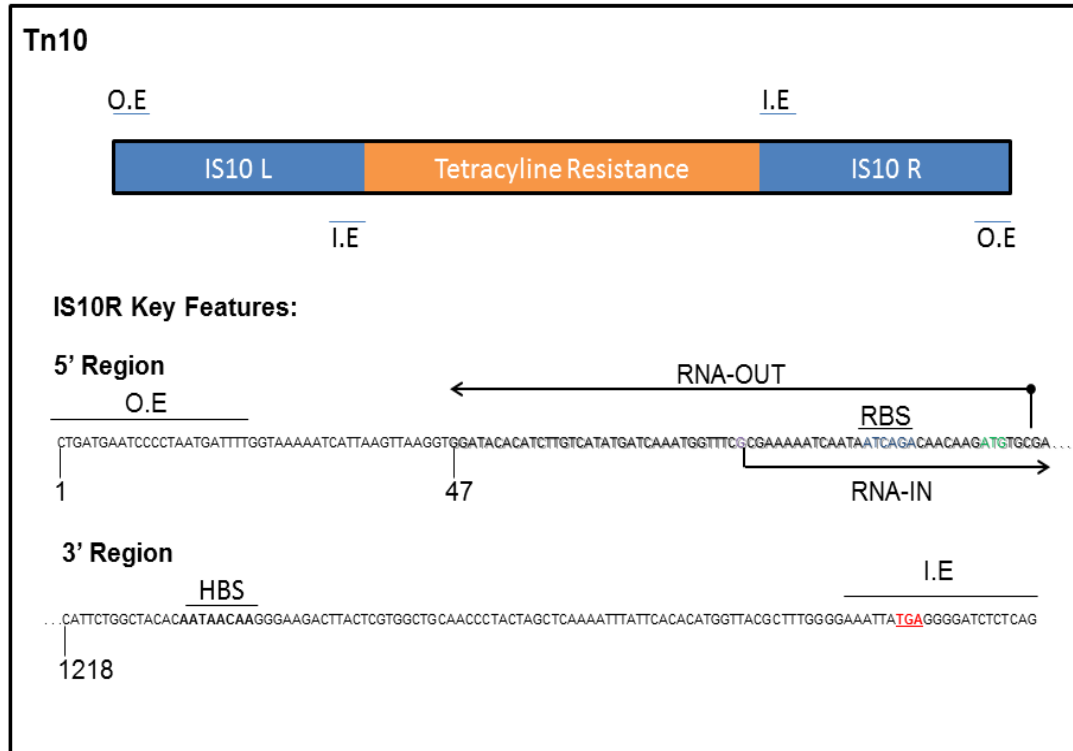 Tn10
O.E I.E
IS10 L Tetracyline Resistance IS10 R
I.E O.E
IS10R Key Features:
5' Region
RNA-OUT
O.E
RBS
CTGATGAATCCCCTAATGATTTTGGTAAAAATCATTAAGTTAAGGTGGATACACATCTTGTCATATGATCAAATGGTTTCGCGAAAAATCAATAATCAGACAACAAGATGTGCGA....
1 47
RNA-IN
3' Region
I.E
HBS
...CATTCTGGCTACACAATAACAAGGGAAGACTTACTCGTGGCTGCAACCCTACTAGCTCAAAATTTATTCACACATGGTTACGCTTTGGGGAAATTATGAGGGGATCTCTCAG
1218